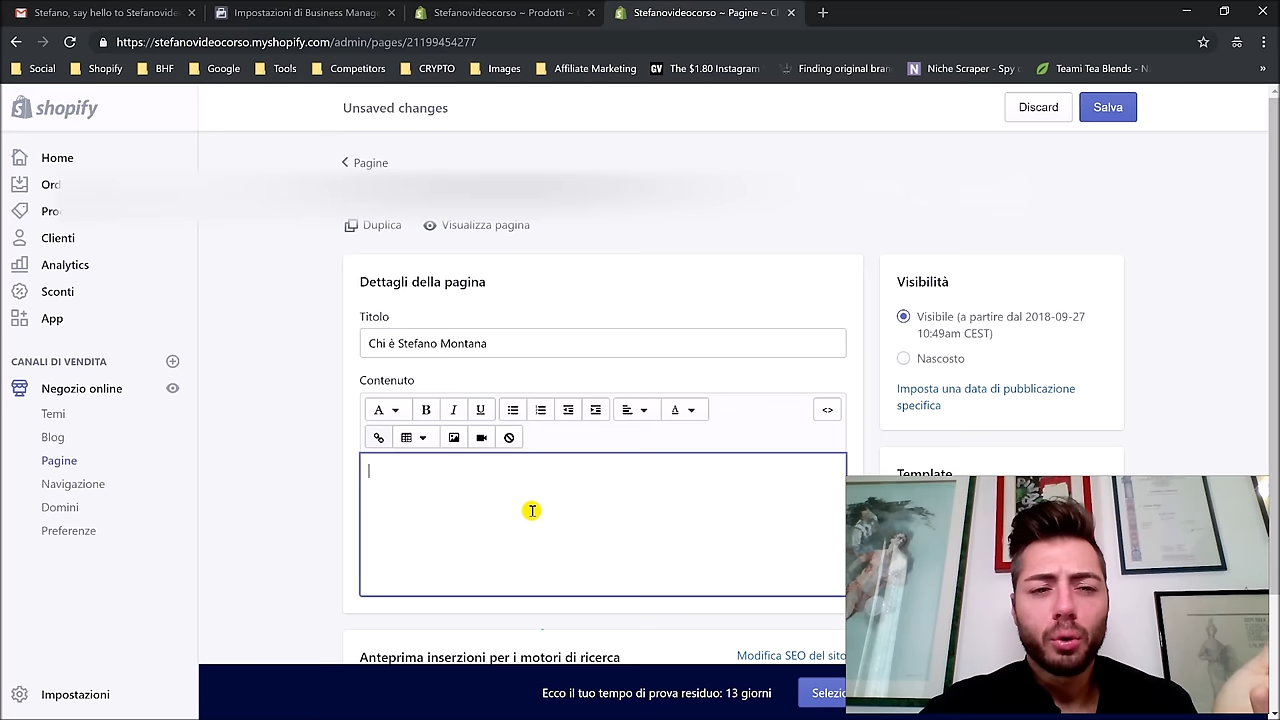 Stefano, say hello to Stefanovide
Impostazioni di Business Manag
Stefanovideocorso ~ Prodotti ~
Stefanovideocorso ~ Pagine ~ C
https://stefanovideocorso.myshopify.com/admin/pages/21199454277
Social
Shopify
BHF
Google
Tools
Competitors
CRYPTO
Images
Affiliate Marketing
GV The $1.80 Instagram
Finding original bran
N Niche Scraper - Spy
Teami Tea Blends - N
»
shopify
Unsaved changes
Discard
Salva
Home
Ord
Pro
Clienti
Analytics
Sconti
App
CANALI DI VENDITA
Negozio online
Temi
Blog
Pagine
Navigazione
Domini
Preferenze
Impostazioni
Pagine
Duplica
Visualizza pagina
Dettagli della pagina
Titolo
Chi è Stefano Montana
Contenuto
A
B
I
U
A
<>
Anteprima inserzioni per i motori di ricerca
Modifica SEO del sito
Visibilità
Visibile (a partire dal 2018-09-27
10:49am CEST)
Nascosto
Imposta una data di pubblicazione
specifica
Template
Ecco il tuo tempo di prova residuo: 13 giorni
Selezi